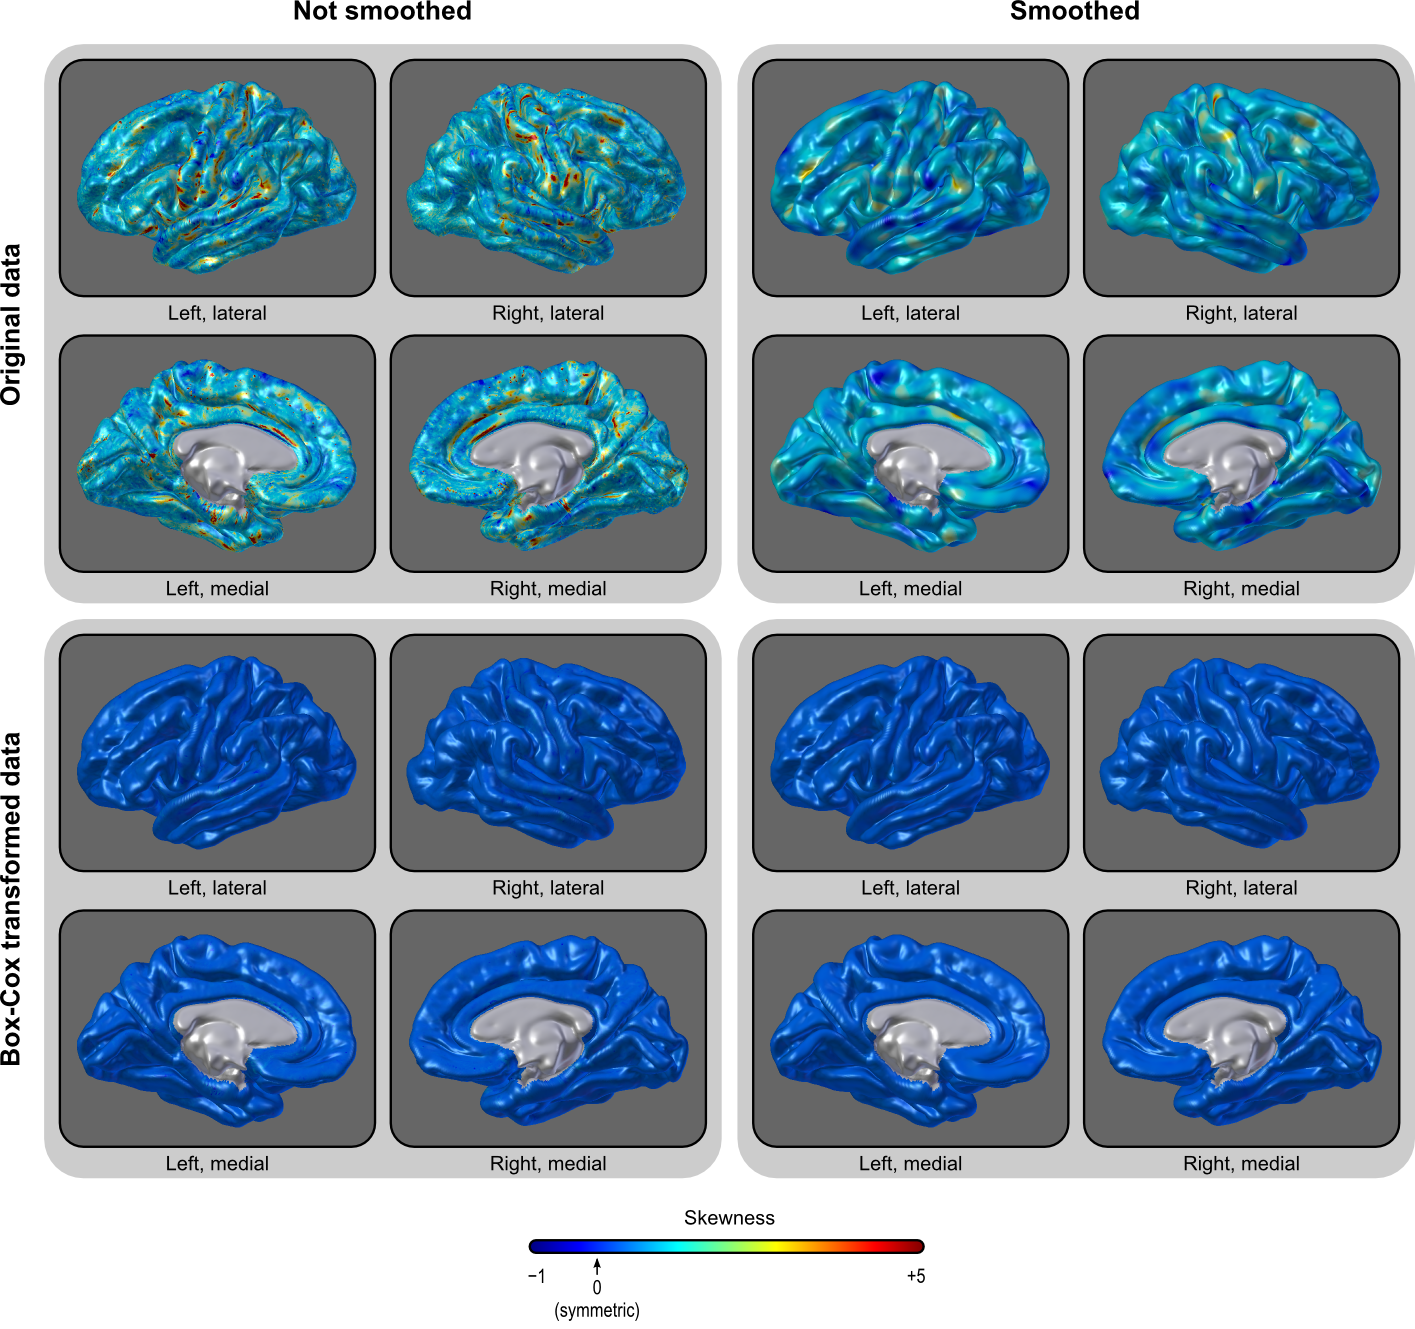 Not smoothed
Smoothed
Original data
Left, lateral
Right, lateral
Left, lateral
Right, lateral
Left, medial
Right, medial
Left, medial
Right, medial
Box-Cox transformed data
Left, lateral
Right, lateral
Left, lateral
Right, lateral
Left, medial
Right, medial
Left, medial
Right, medial
Skewness
−1
0
+5
(symmetric)